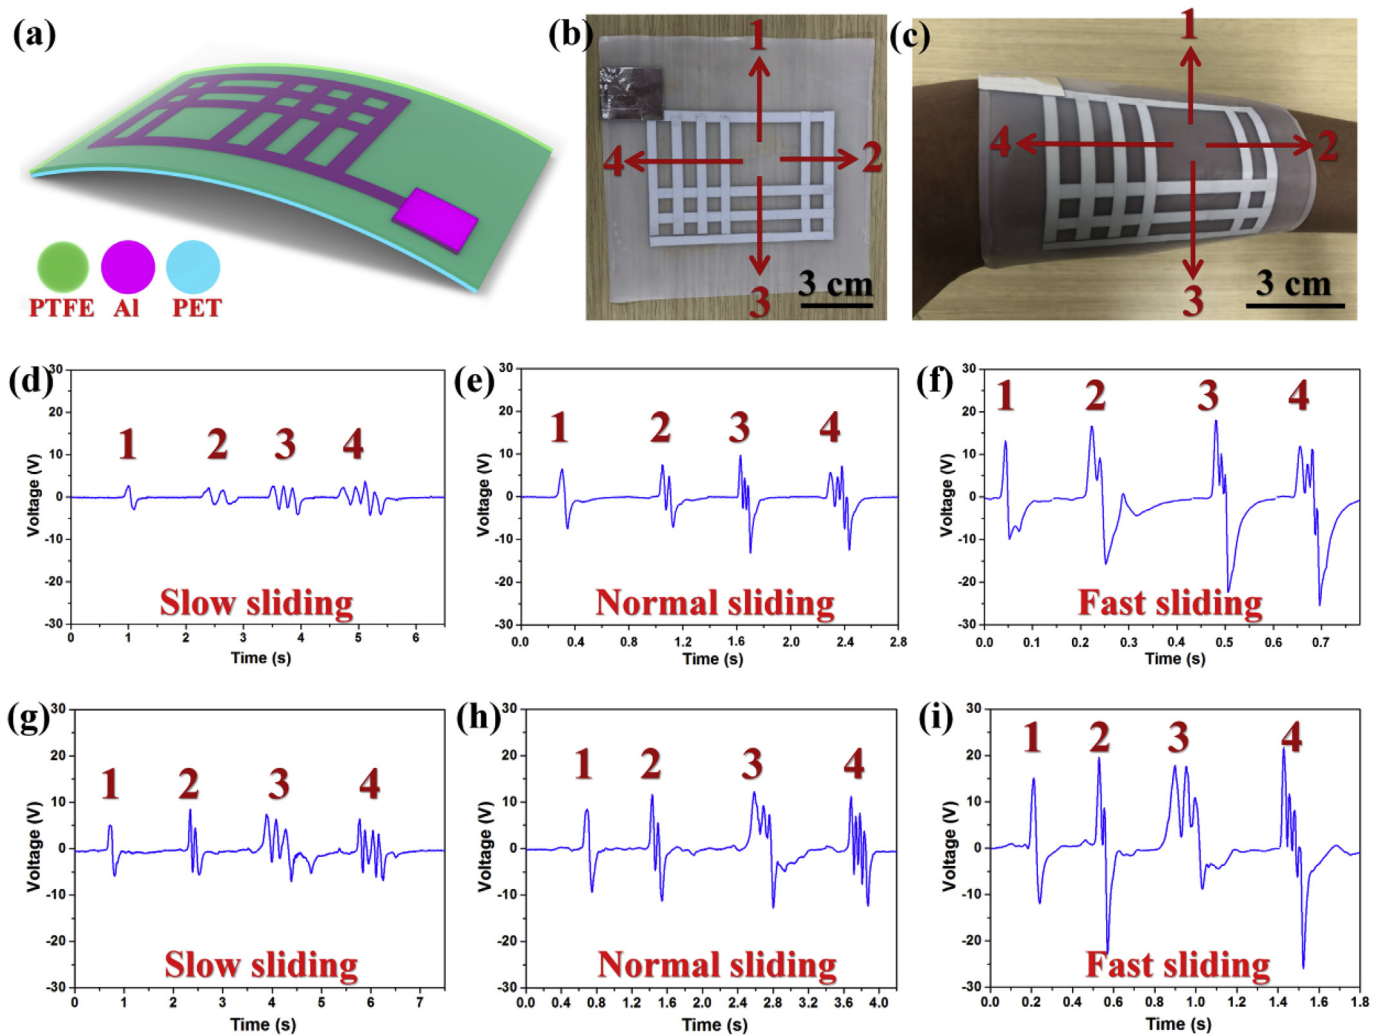 (a)
PTFE Al PET
(b)
1
2
3
4
3 cm
(c)
1
2
3
4
3 cm
(d)
30
20
10
0
-10
-20
-30
Voltage (V)
1 2 3 4
Slow sliding
0 1 2 3 4 5 6
Time (s)
(e)
30
20
10
0
-10
-20
-30
Voltage (V)
1 2 3 4
Normal sliding
0.0 0.4 0.8 1.2 1.6 2.0 2.4 2.8
Time (s)
(f)
30
20
10
0
-10
-20
-30
Voltage (V)
1 2 3 4
Fast sliding
0.0 0.1 0.2 0.3 0.4 0.5 0.6 0.7
Time (s)
(g)
30
20
10
0
-10
-20
-30
Voltage (V)
1 2 3 4
Slow sliding
0 1 2 3 4 5 6 7
Time (s)
(h)
30
20
10
0
-10
-20
-30
Voltage (V)
1 2 3 4
Normal sliding
0.0 0.4 0.8 1.2 1.6 2.0 2.4 2.8 3.2 3.6 4.0
Time (s)
(i)
30
20
10
0
-10
-20
-30
Voltage (V)
1 2 3 4
Fast sliding
0.0 0.2 0.4 0.6 0.8 1.0 1.2 1.4 1.6 1.8
Time (s)